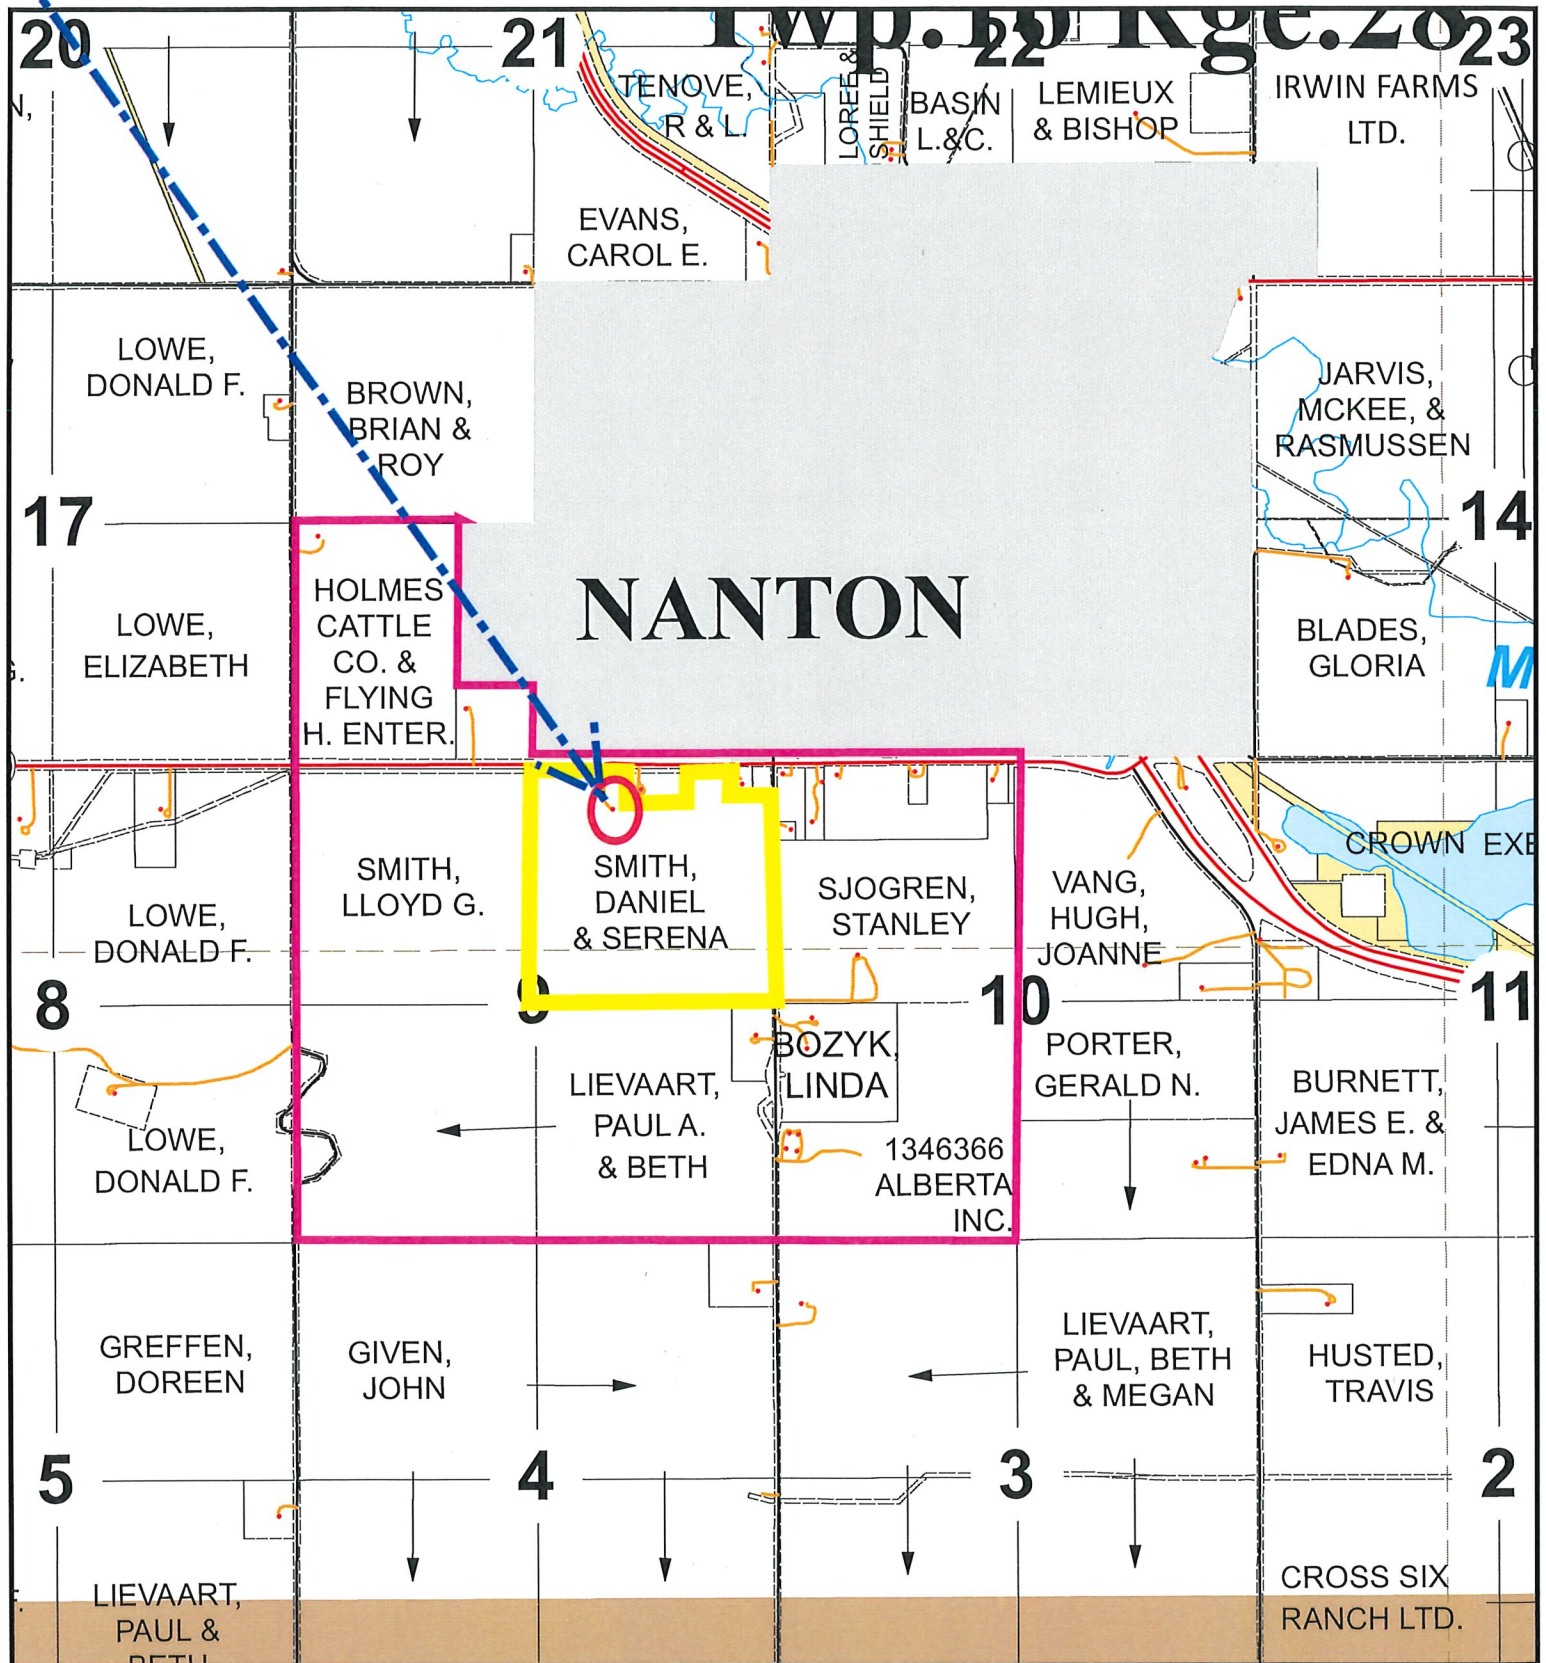 Twp.16 Rge.28
20
21
22
23
N,
TENOVE,
R & L.
LOREE &
SHIELD
BASIN
L.&C.
LEMIEUX
& BISHOP
IRWIN FARMS
LTD.
EVANS,
CAROL E.
LOWE,
DONALD F.
BROWN,
BRIAN &
ROY
JARVIS,
MCKEE, &
RASMUSSEN
17
14
NANTON
HOLMES
CATTLE
CO. &
FLYING
H. ENTER.
LOWE,
ELIZABETH
G.
BLADES,
GLORIA
M
SMITH,
LLOYD G.
SMITH,
DANIEL
& SERENA
SJOGREN,
STANLEY
VANG,
HUGH,
JOANNE
CROWN EXE
LOWE,
DONALD F.
8
9
10
11
BOZYK,
LINDA
PORTER,
GERALD N.
LIEVAART,
PAUL A.
& BETH
BURNETT,
JAMES E. &
EDNA M.
LOWE,
DONALD F.
1346366
ALBERTA
INC.
GREFFEN,
DOREEN
GIVEN,
JOHN
LIEVAART,
PAUL, BETH
& MEGAN
HUSTED,
TRAVIS
5
4
3
2
LIEVAART,
PAUL &
BETH
CROSS SIX
RANCH LTD.